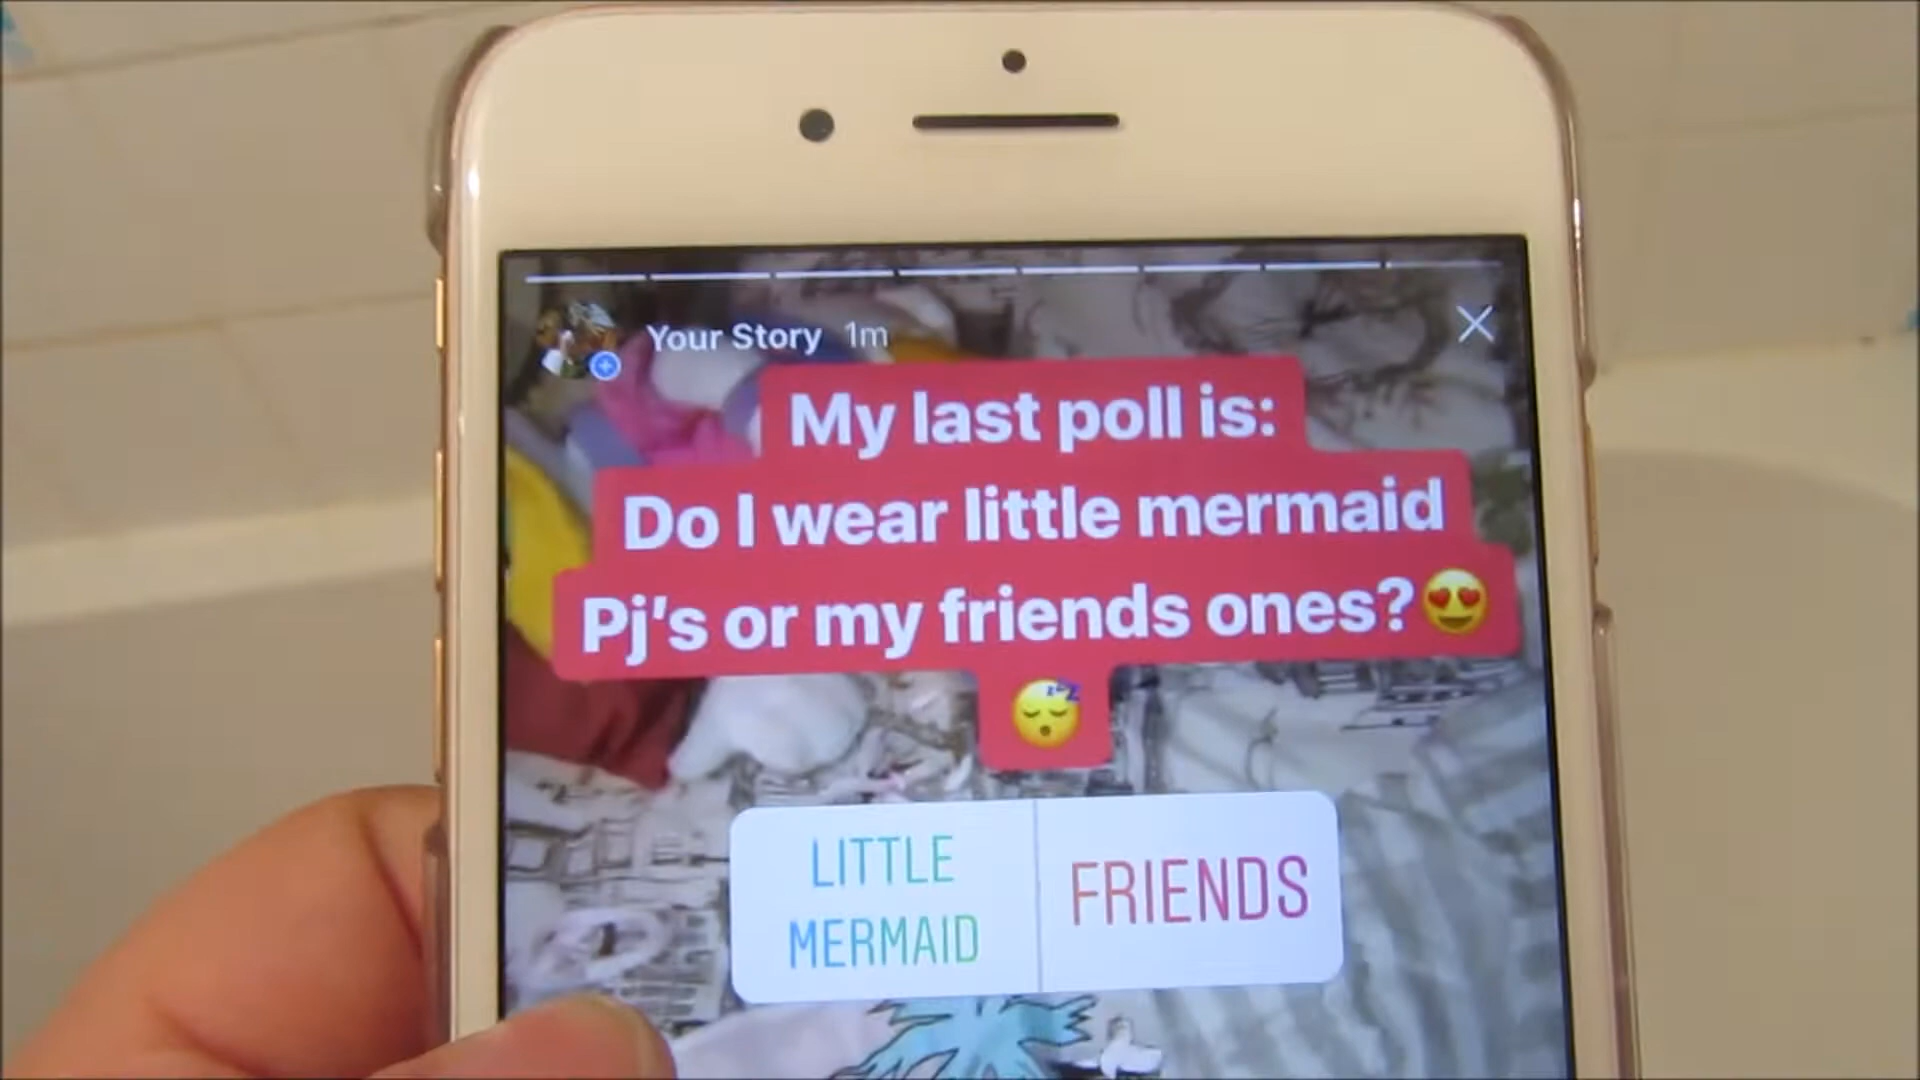 Your Story 1m
My last poll is:
Do I wear little mermaid
Pj's or my friends ones?😍
😴
LITTLE
MERMAID
FRIENDS